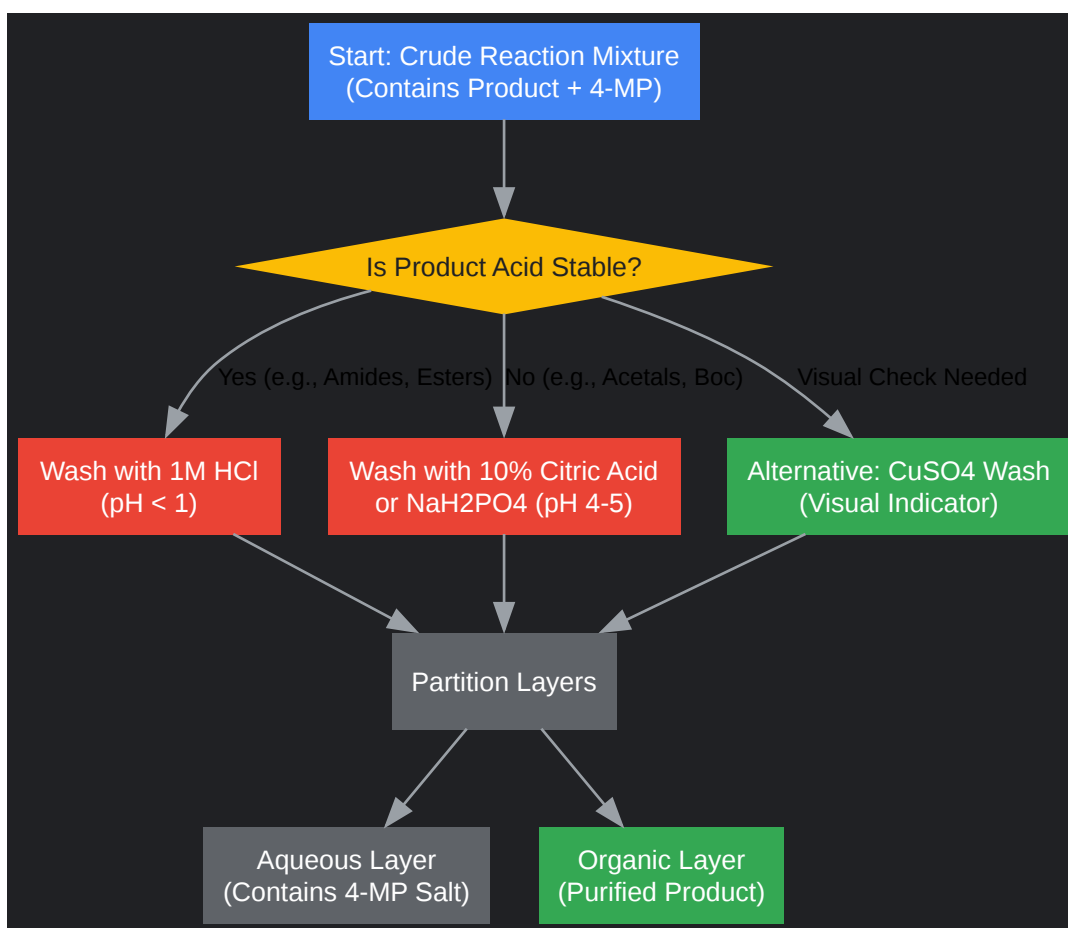 Start: Crude Reaction Mixture
(Contains Product + 4-MP)
Is Product Acid Stable?
Yes (e.g., Amides, Esters)
No (e.g., Acetals, Boc)
Visual Check Needed
Wash with 1M HCl
(pH < 1)
Wash with 10% Citric Acid
or NaH2PO4 (pH 4-5)
Alternative: CuSO4 Wash
(Visual Indicator)
Partition Layers
Aqueous Layer
(Contains 4-MP Salt)
Organic Layer
(Purified Product)